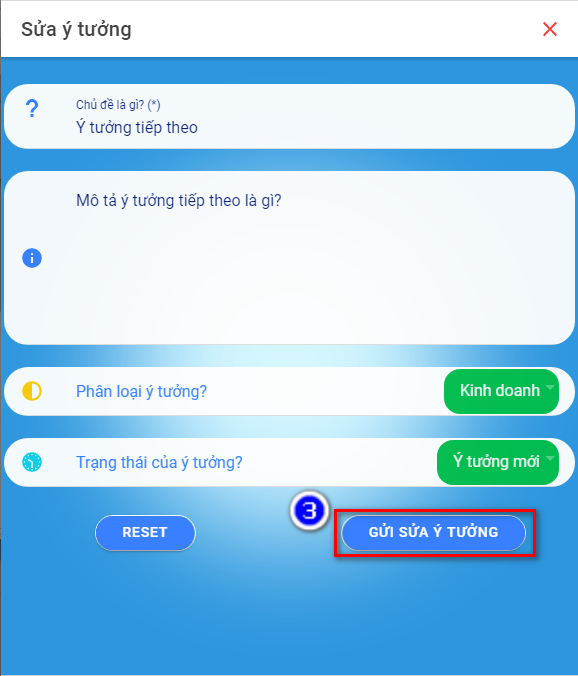 Sửa ý tưởng
Chủ đề là gì? (*)
Ý tưởng tiếp theo
Mô tả ý tưởng tiếp theo là gì?
Phân loại ý tưởng?
Kinh doanh
Trạng thái của ý tưởng?
Ý tưởng mới
3
RESET
GỬI SỬA Ý TƯỞNG